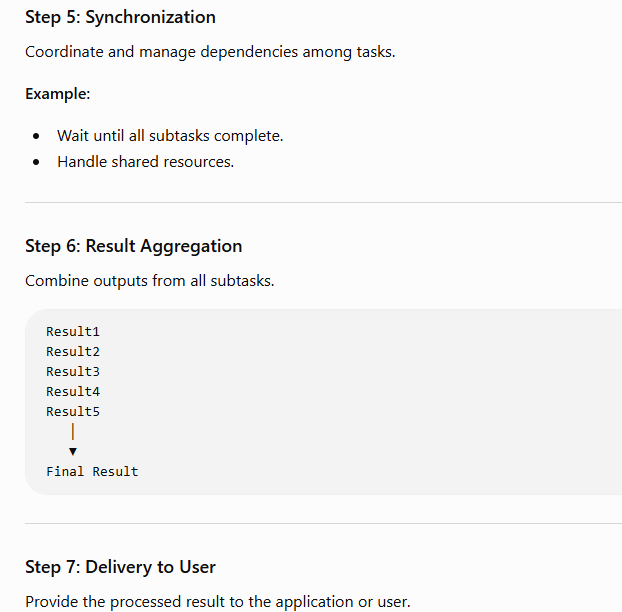 Step 5: Synchronization
Coordinate and manage dependencies among tasks.
Example:
• Wait until all subtasks complete.
• Handle shared resources.
Step 6: Result Aggregation
Combine outputs from all subtasks.
Result1
Result2
Result3
Result4
Result5
│
▼
Final Result
Step 7: Delivery to User
Provide the processed result to the application or user.